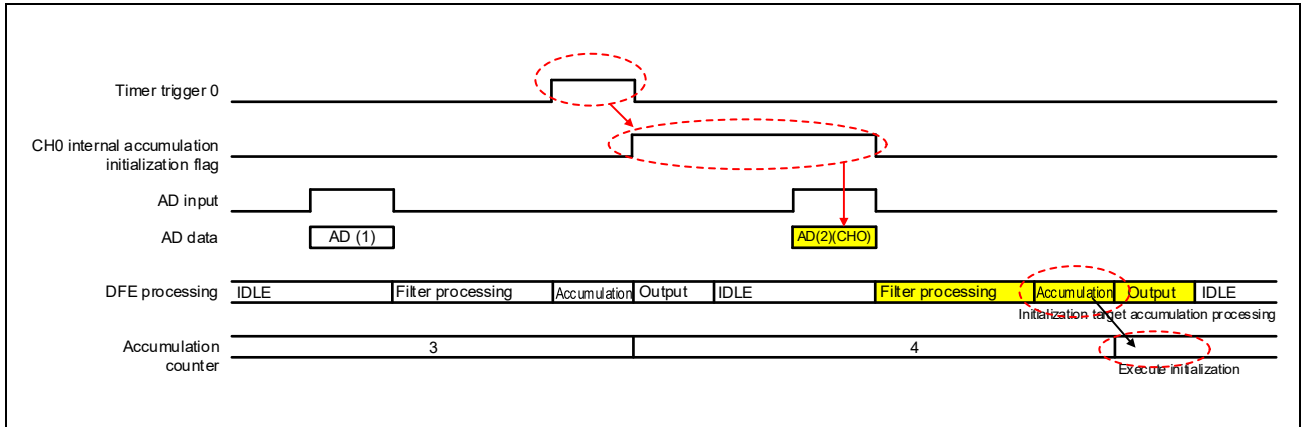 Timer trigger 0
CH0 internal accumulation
initialization flag
AD input
AD data
AD (1)
AD(2)(CHO)
DFE processing
IDLE
Filter processing
Accumulation
Output
IDLE
Filter processing
Accumulation
Output
IDLE
Initialization target accumulation processing
Accumulation
counter
3
4
Execute initialization